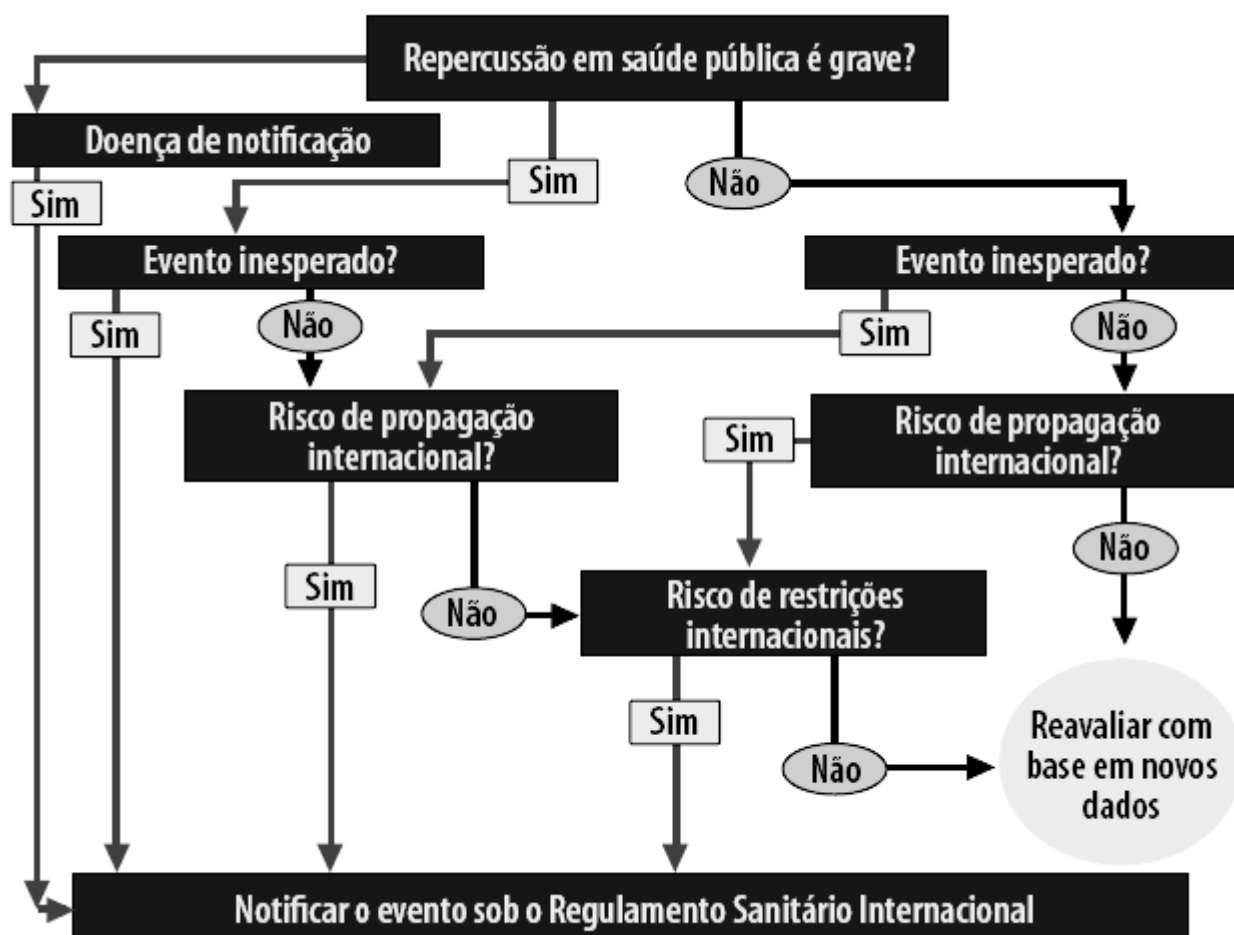 Repercussão em saúde pública é grave?
Doença de notificação
Sim
Sim
Não
Evento inesperado?
Evento inesperado?
Sim
Não
Sim
Não
Risco de propagação
internacional?
Sim
Risco de propagação
internacional?
Sim
Não
Não
Risco de restrições
internacionais?
Sim
Não
Reavaliar com
base em novos
dados
Notificar o evento sob o Regulamento Sanitário Internacional